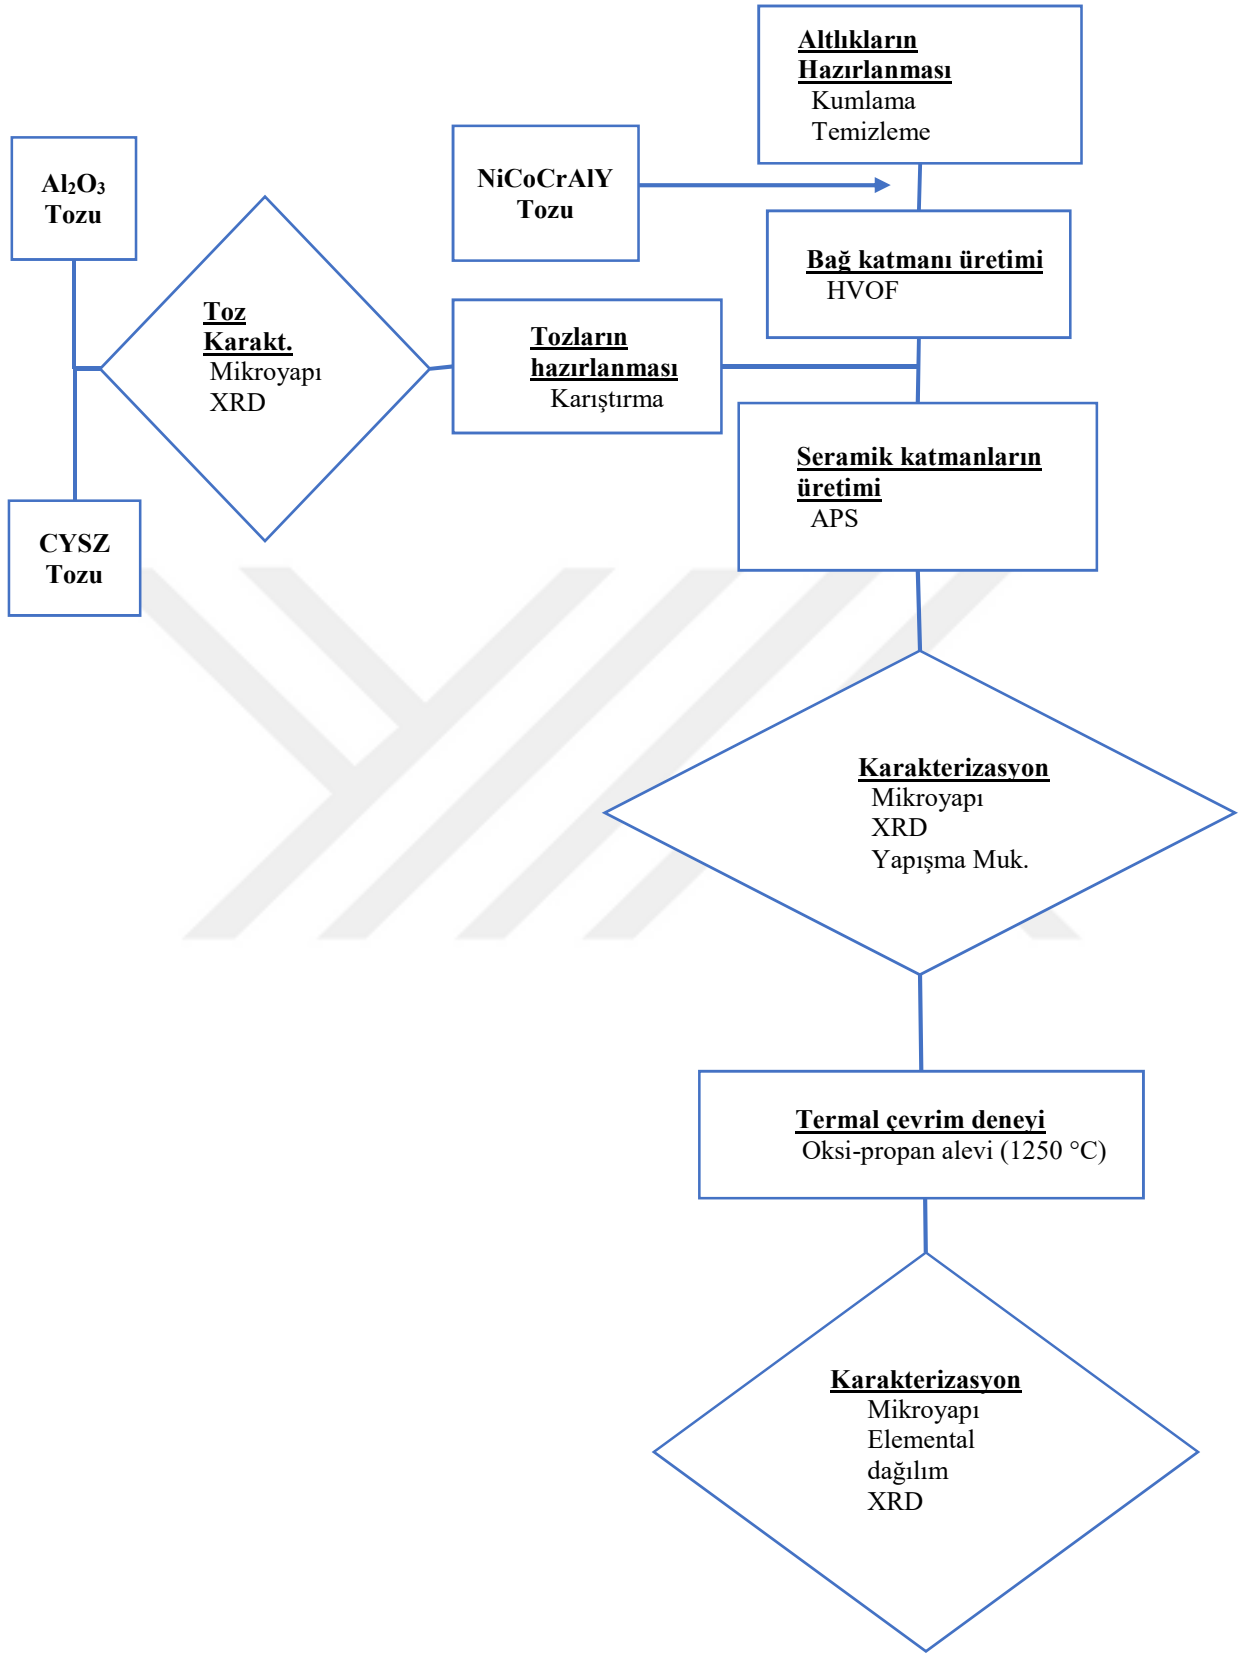 Altlıkların
Hazırlanması
Kumlama
Temizleme
Al₂O₃
Tozu
NiCoCrAlY
Tozu
Bağ katmanı üretimi
HVOF
Toz
Karakt.
Mikroyapı
XRD
Tozların
hazırlanması
Karıştırma
Seramik katmanların
üretimi
APS
CYSZ
Tozu
Karakterizasyon
Mikroyapı
XRD
Yapışma Muk.
Termal çevrim deneyi
Oksi-propan alevi (1250 °C)
Karakterizasyon
Mikroyapı
Elemental
dağılım
XRD